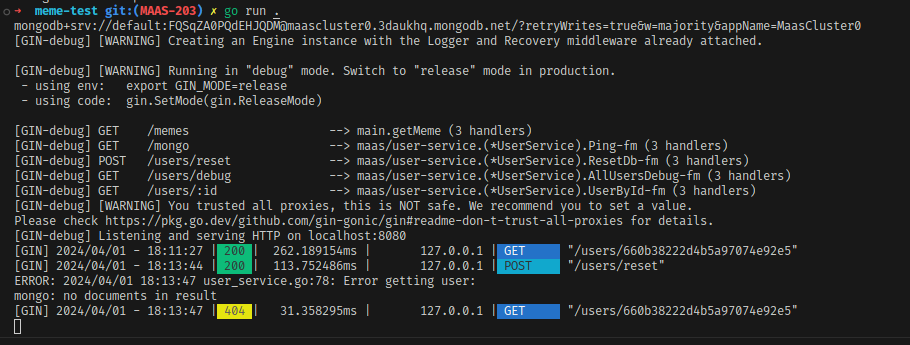 → meme-test git:(MAAS-203) ✗ go run .
mongodb+srv://default:FQSqZA0PQdEHJQDM@maascluster0.3daukhq.mongodb.net/?retryWrites=true&w=majority&appName=MaasCluster0
[GIN-debug] [WARNING] Creating an Engine instance with the Logger and Recovery middleware already attached.
[GIN-debug] [WARNING] Running in "debug" mode. Switch to "release" mode in production.
- using env: export GIN_MODE=release
- using code: gin.SetMode(gin.ReleaseMode)
[GIN-debug] GET /memes --> main.getMeme (3 handlers)
[GIN-debug] GET /mongo --> maas/user-service.(*UserService).Ping-fm (3 handlers)
[GIN-debug] POST /users/reset --> maas/user-service.(*UserService).ResetDb-fm (3 handlers)
[GIN-debug] GET /users/debug --> maas/user-service.(*UserService).AllUsersDebug-fm (3 handlers)
[GIN-debug] GET /users/:id --> maas/user-service.(*UserService).UserById-fm (3 handlers)
[GIN-debug] [WARNING] You trusted all proxies, this is NOT safe. We recommend you to set a value.
Please check https://pkg.go.dev/github.com/gin-gonic/gin#readme-don-t-trust-all-proxies for details.
[GIN-debug] Listening and serving HTTP on localhost:8080
[GIN] 2024/04/01 - 18:11:27 | 200 | 262.189154ms | 127.0.0.1 | GET "/users/660b38222d4b5a97074e92e5"
[GIN] 2024/04/01 - 18:13:44 | 200 | 113.752486ms | 127.0.0.1 | POST "/users/reset"
ERROR: 2024/04/01 18:13:47 user_service.go:78: Error getting user:
mongo: no documents in result
[GIN] 2024/04/01 - 18:13:47 | 404 | 31.358295ms | 127.0.0.1 | GET "/users/660b38222d4b5a97074e92e5"